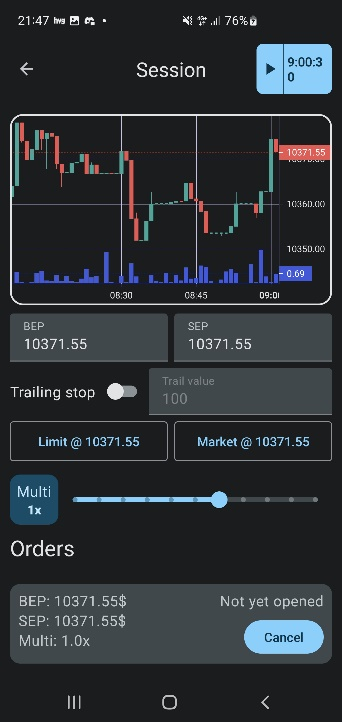 21:47 76%
Session
9:00:3
0
10371.55
10360.00
10350.00
0.69
08:30 08:45 09:0
BEP
10371.55
SEP
10371.55
Trailing stop
Trail value
100
Limit @ 10371.55
Market @ 10371.55
Multi
1x
Orders
BEP: 10371.55$
Not yet opened
SEP: 10371.55$
Multi: 1.0x
Cancel